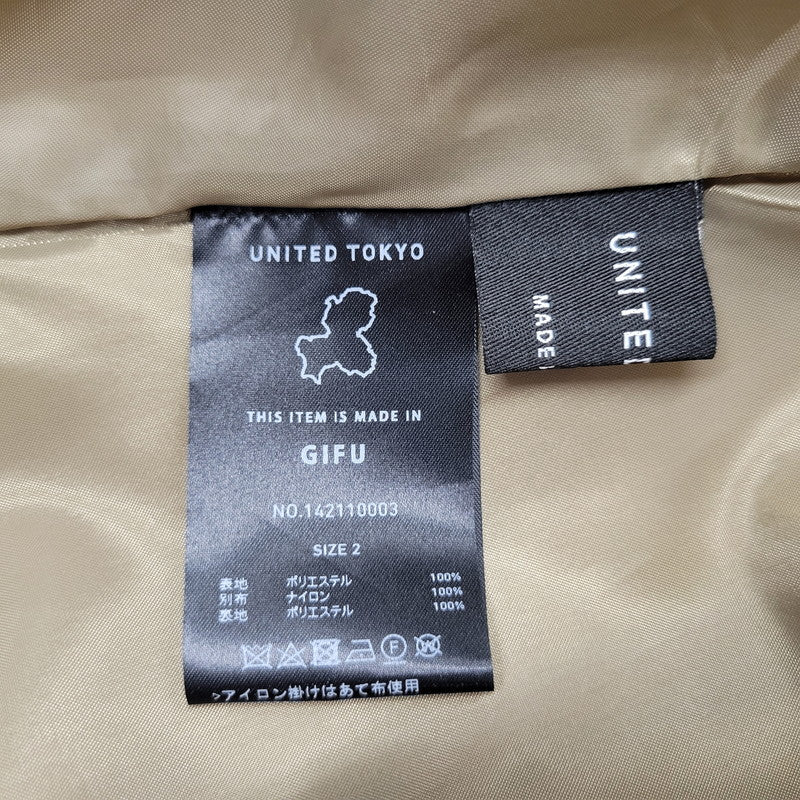 UNITED TOKYO
THIS ITEM IS MADE IN
GIFU
NO.142110003
SIZE 2
表地 ポリエステル 100%
別布 ナイロン 100%
裏地 ポリエステル 100%
F
W
>アイロン掛けはあて布使用
UNITE
MADE